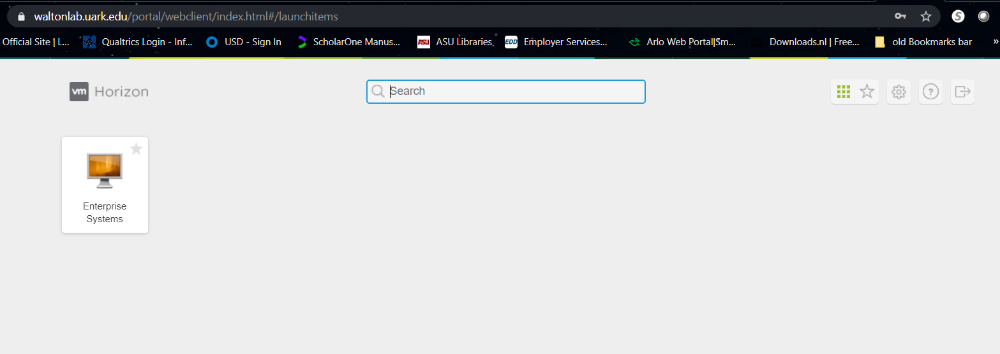 waltonlab.uark.edu/portal/webclient/index.html#/launchitems
Official Site | L... Qualtrics Login - Inf... USD - Sign In ScholarOne Manus... ASU ASU Libraries EDD Employer Services... Arlo Web Portal|Sm... Downloads.nl | Free... old Bookmarks bar »
vm Horizon
Search
?
Enterprise
Systems